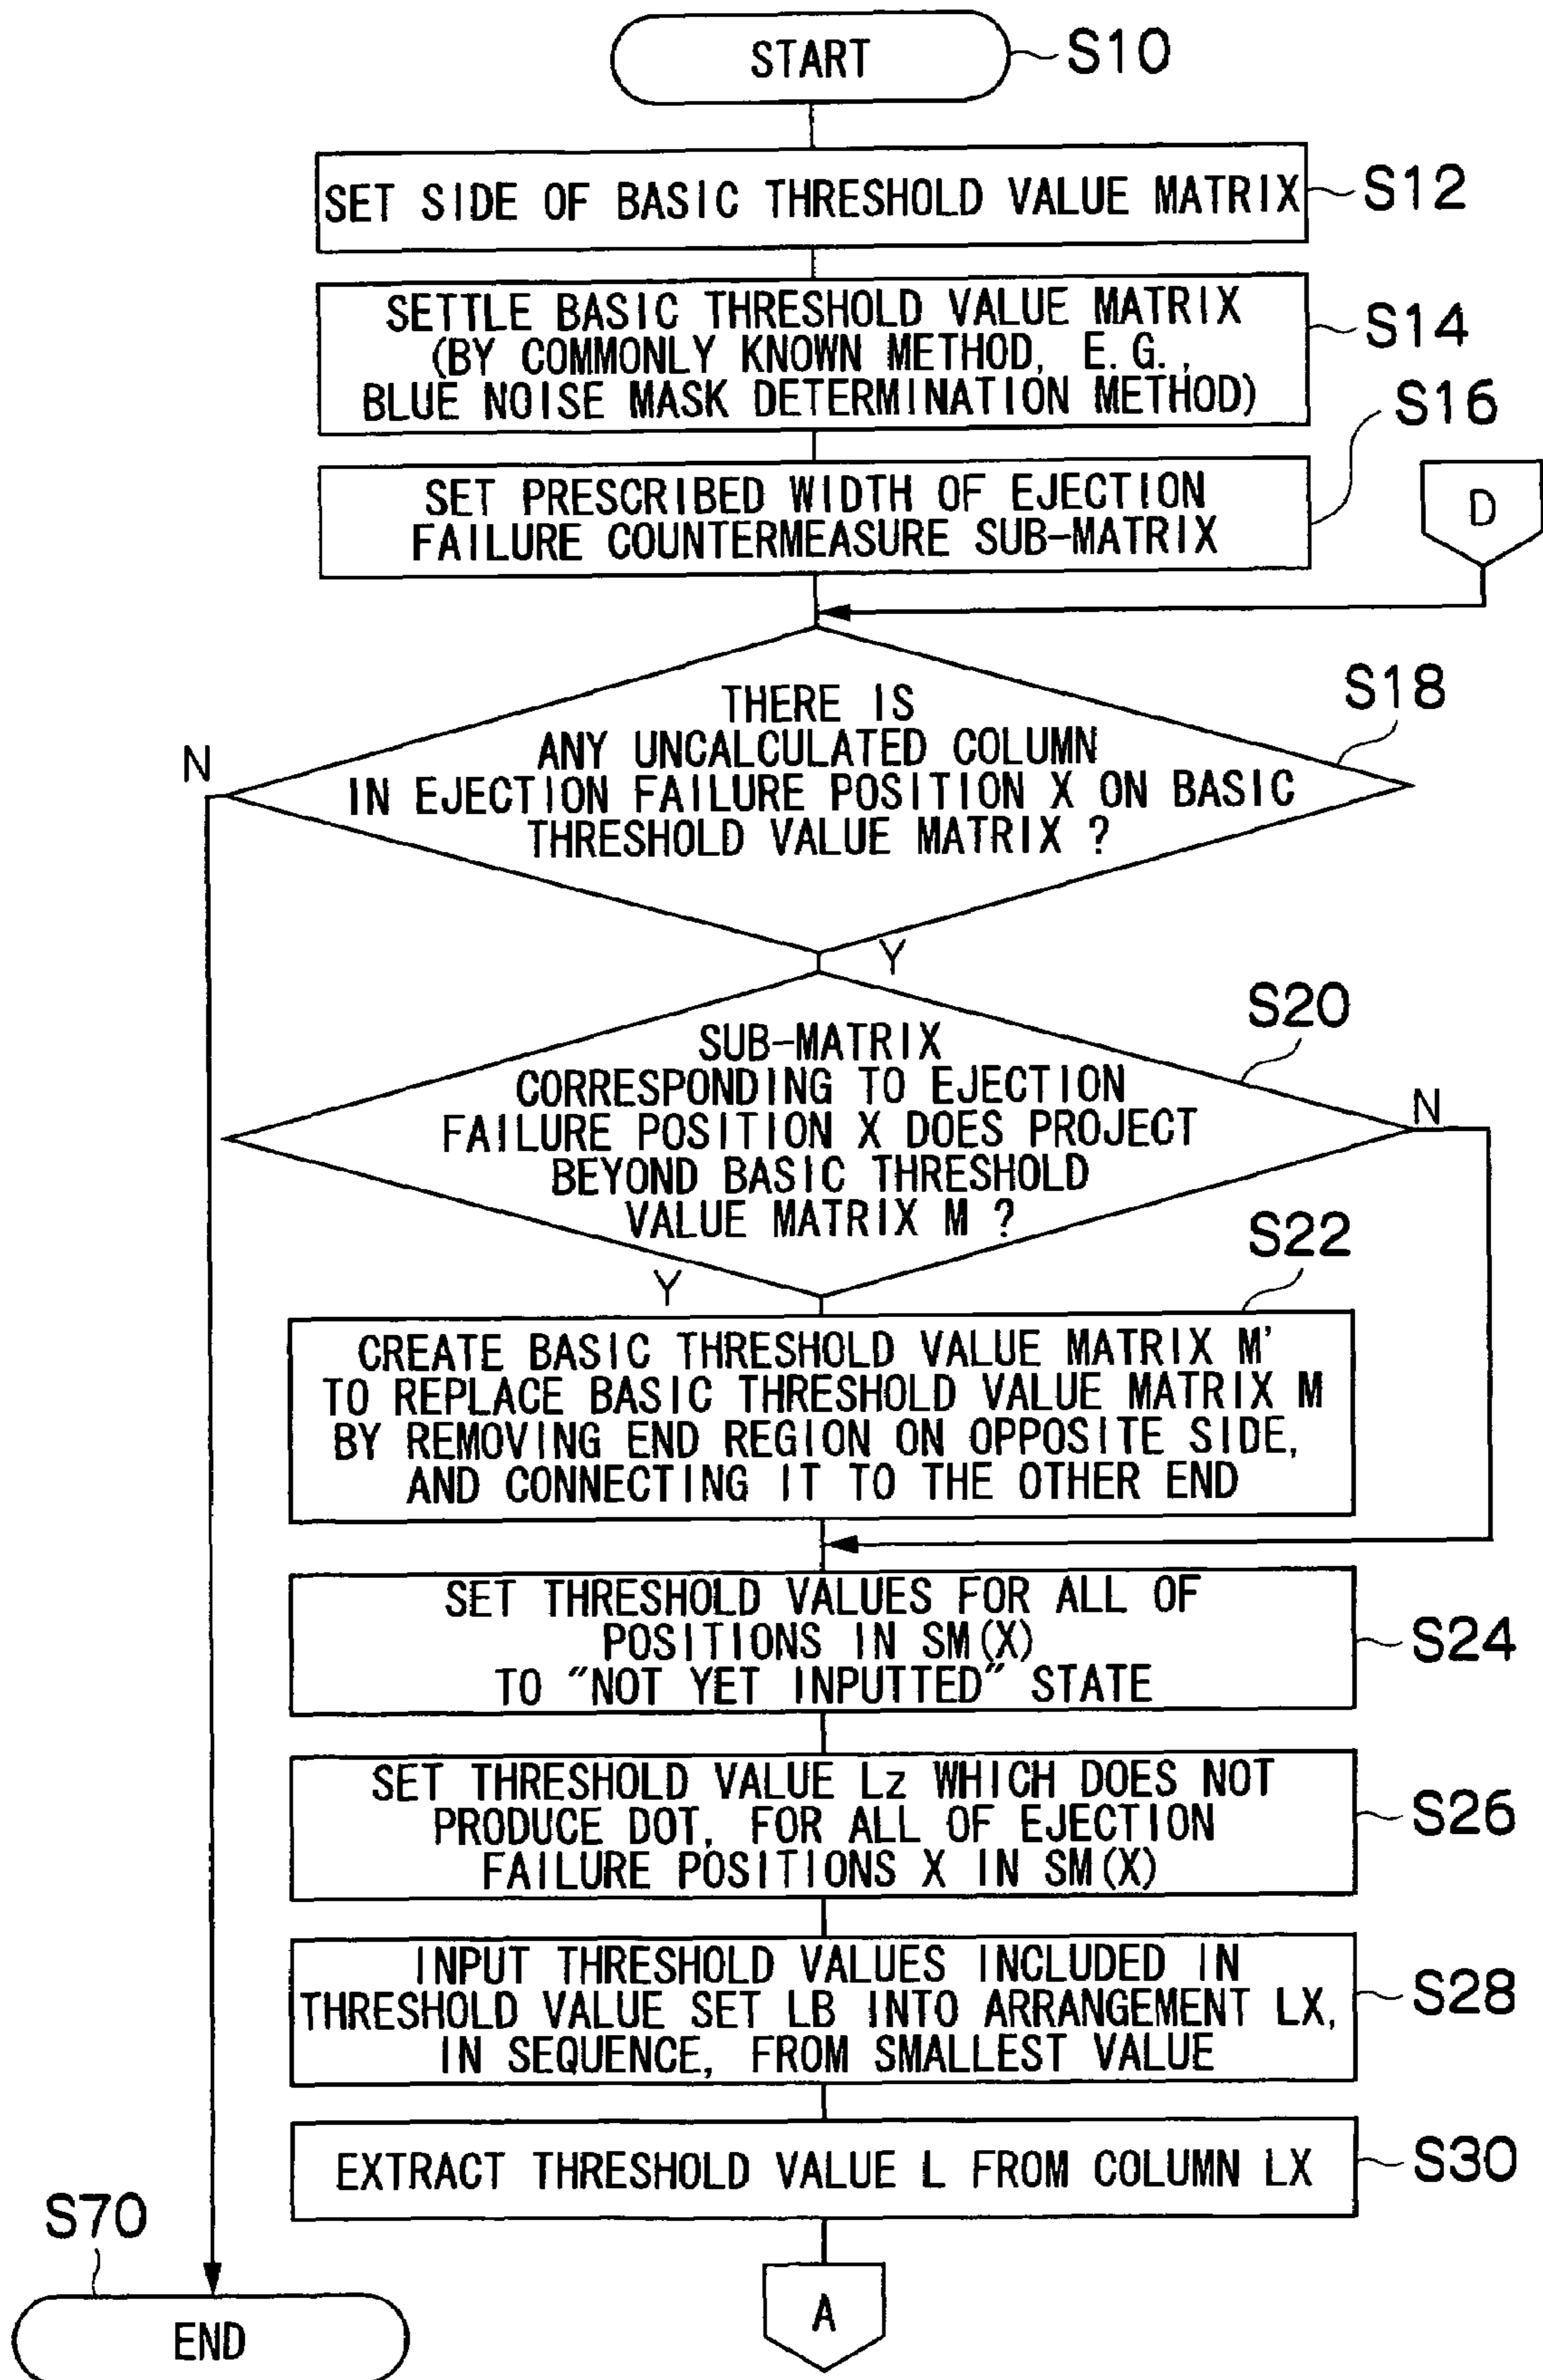 START
S10
SET SIDE OF BASIC THRESHOLD VALUE MATRIX
S12
SETTLE BASIC THRESHOLD VALUE MATRIX
(BY COMMONLY KNOWN METHOD, E.G.,
BLUE NOISE MASK DETERMINATION METHOD)
S14
SET PRESCRIBED WIDTH OF EJECTION
FAILURE COUNTERMEASURE SUB-MATRIX
S16
D
THERE IS
ANY UNCALCULATED COLUMN
IN EJECTION FAILURE POSITION X ON BASIC
THRESHOLD VALUE MATRIX ?
S18
N
Y
SUB-MATRIX
CORRESPONDING TO EJECTION
FAILURE POSITION X DOES PROJECT
BEYOND BASIC THRESHOLD
VALUE MATRIX M ?
S20
N
Y
CREATE BASIC THRESHOLD VALUE MATRIX M'
TO REPLACE BASIC THRESHOLD VALUE MATRIX M
BY REMOVING END REGION ON OPPOSITE SIDE,
AND CONNECTING IT TO THE OTHER END
S22
SET THRESHOLD VALUES FOR ALL OF
POSITIONS IN SM(X)
TO "NOT YET INPUTTED" STATE
S24
SET THRESHOLD VALUE Lz WHICH DOES NOT
PRODUCE DOT, FOR ALL OF EJECTION
FAILURE POSITIONS X IN SM(X)
S26
INPUT THRESHOLD VALUES INCLUDED IN
THRESHOLD VALUE SET LB INTO ARRANGEMENT LX,
IN SEQUENCE, FROM SMALLEST VALUE
S28
EXTRACT THRESHOLD VALUE L FROM COLUMN LX
S30
S70
END
A